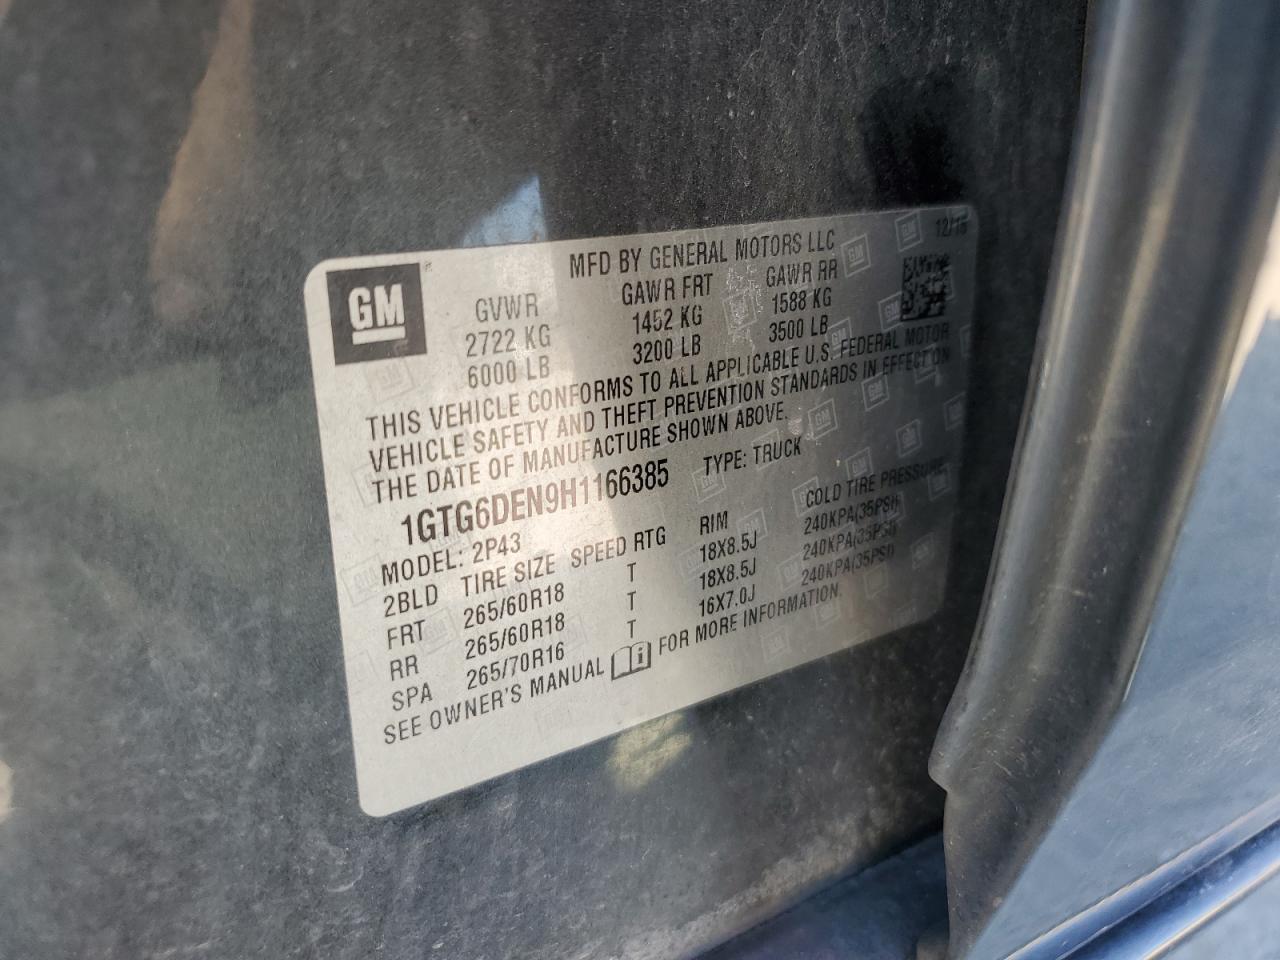 GM
MFD BY GENERAL MOTORS LLC
GVWR GAWR FRT GAWR RR
2722 KG 1452 KG 1588 KG
6000 LB 3200 LB 3500 LB
THIS VEHICLE CONFORMS TO ALL APPLICABLE U.S. FEDERAL MOTOR
VEHICLE SAFETY AND THEFT PREVENTION STANDARDS IN EFFECT ON
THE DATE OF MANUFACTURE SHOWN ABOVE.
1GTG6DEN9H1166385 TYPE: TRUCK
MODEL: 2P43
2BLD TIRE SIZE SPEED RTG RIM COLD TIRE PRESSURE
FRT 265/60R18 T 18X8.5J 240KPA(35PSI)
RR 265/60R18 T 18X8.5J 240KPA(35PSI)
SPA 265/70R16 T 16X7.0J 240KPA(35PSI)
SEE OWNER'S MANUAL FOR MORE INFORMATION.